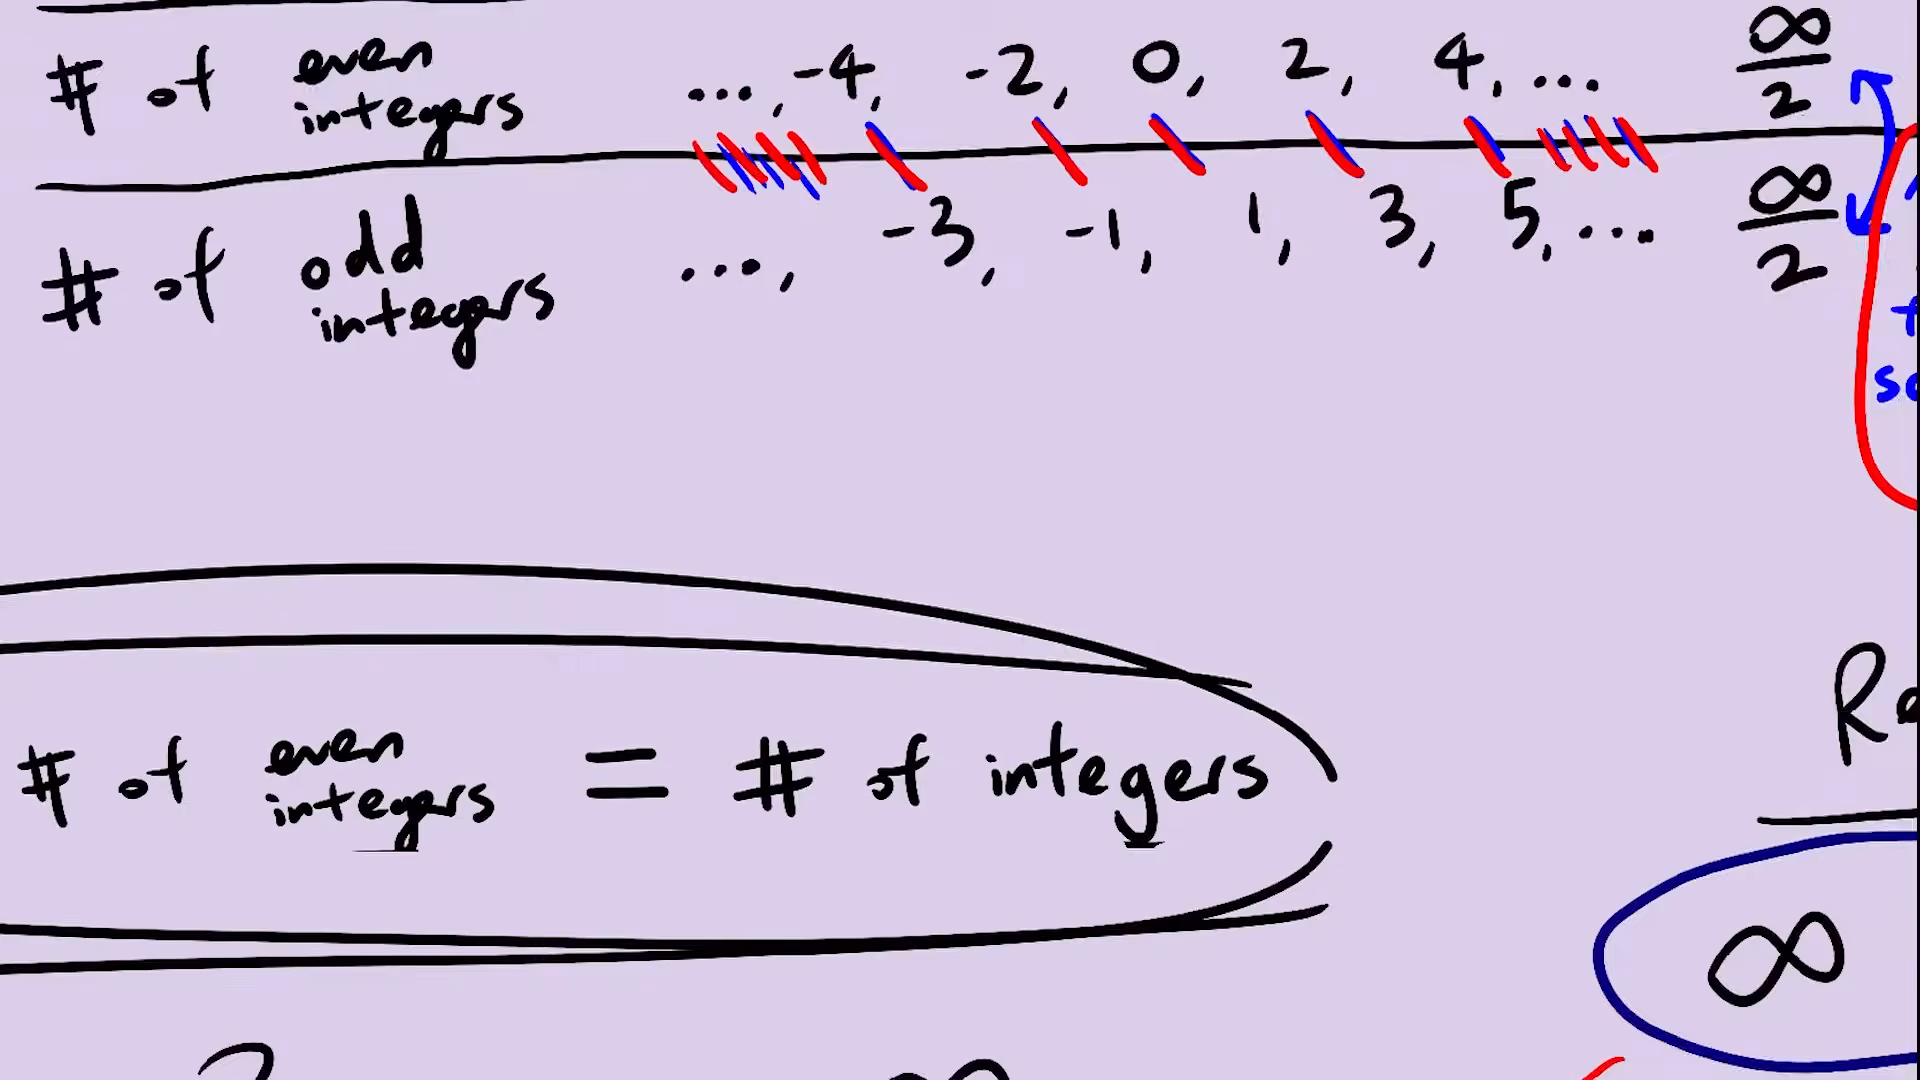 # of even integers ..., -4, -2, 0, 2, 4, ... ∞/2
# of odd integers ..., -3, -1, 1, 3, 5, ... ∞/2
# of even integers = # of integers
∞